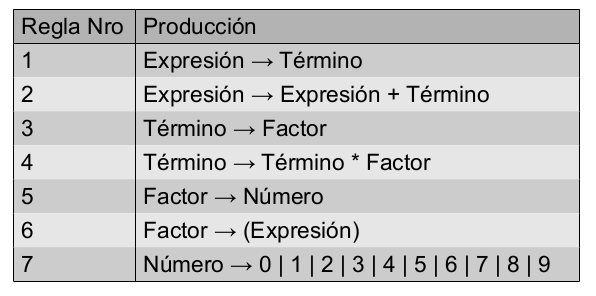 Regla Nro Producción
1 Expresión → Término
2 Expresión → Expresión + Término
3 Término → Factor
4 Término → Término * Factor
5 Factor → Número
6 Factor → (Expresión)
7 Número → 0 | 1 | 2 | 3 | 4 | 5 | 6 | 7 | 8 | 9